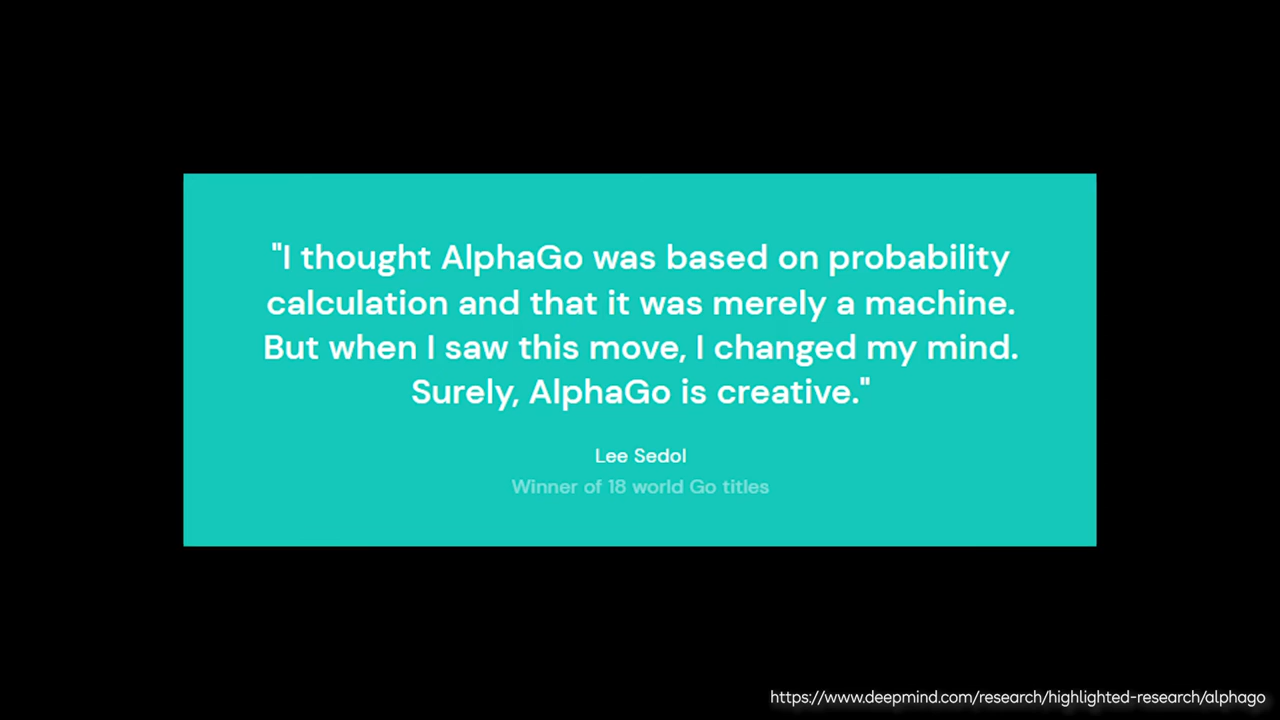 "I thought AlphaGo was based on probability
calculation and that it was merely a machine.
But when I saw this move, I changed my mind.
Surely, AlphaGo is creative."
Lee Sedol
Winner of 18 world Go titles
https://www.deepmind.com/research/highlighted-research/alphago